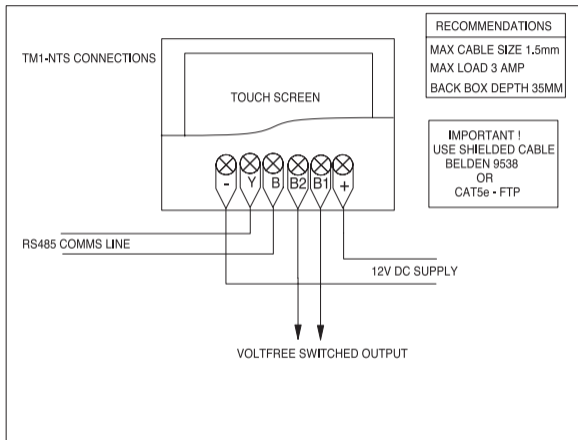 TM1-NTS CONNECTIONS
TOUCH SCREEN
- Y B B2 B1 +
RS485 COMMS LINE
12V DC SUPPLY
VOLTFREE SWITCHED OUTPUT
RECOMMENDATIONS
MAX CABLE SIZE 1.5mm
MAX LOAD 3 AMP
BACK BOX DEPTH 35MM
IMPORTANT !
USE SHIELDED CABLE
BELDEN 9538
OR
CAT5e - FTP